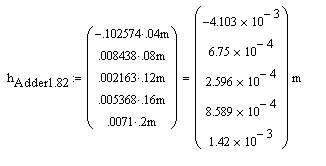 h_Adder1.82 := ( -.102574·.04m .008438·.08m .002163·.12m .005368·.16m .0071·.2m ) = ( -4.103 × 10^-3 6.75 × 10^-4 2.596 × 10^-4 8.589 × 10^-4 1.42 × 10^-3 ) m